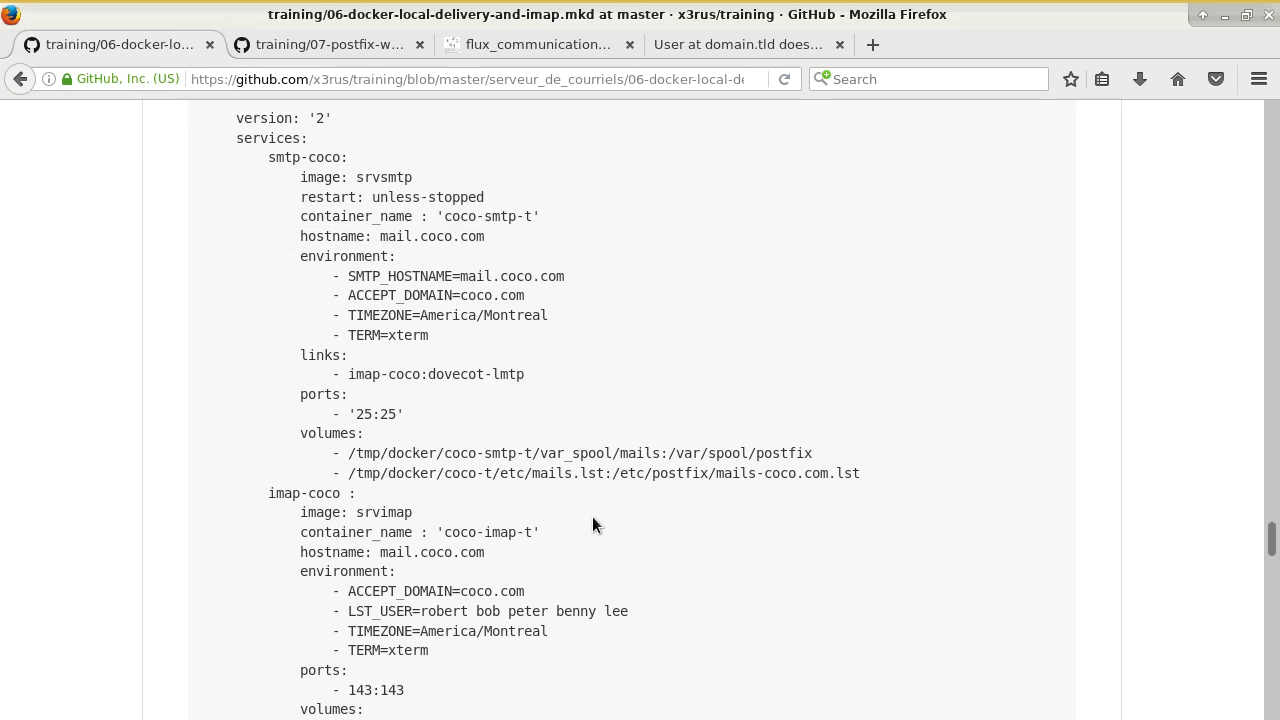 training/06-docker-local-delivery-and-imap.mkd at master · x3rus/training · GitHub - Mozilla Firefox
training/06-docker-lo...
training/07-postfix-w...
flux_communication...
User at domain.tld does...
GitHub, Inc. (US)
https://github.com/x3rus/training/blob/master/serveur_de_courriels/06-docker-local-de
Search
version: '2'
services:
smtp-coco:
image: srvsmtp
restart: unless-stopped
container_name : 'coco-smtp-t'
hostname: mail.coco.com
environment:
- SMTP_HOSTNAME=mail.coco.com
- ACCEPT_DOMAIN=coco.com
- TIMEZONE=America/Montreal
- TERM=xterm
links:
- imap-coco:dovecot-lmtp
ports:
- '25:25'
volumes:
- /tmp/docker/coco-smtp-t/var_spool/mails:/var/spool/postfix
- /tmp/docker/coco-t/etc/mails.lst:/etc/postfix/mails-coco.com.lst
imap-coco :
image: srvimap
container_name : 'coco-imap-t'
hostname: mail.coco.com
environment:
- ACCEPT_DOMAIN=coco.com
- LST_USER=robert bob peter benny lee
- TIMEZONE=America/Montreal
- TERM=xterm
ports:
- 143:143
volumes: